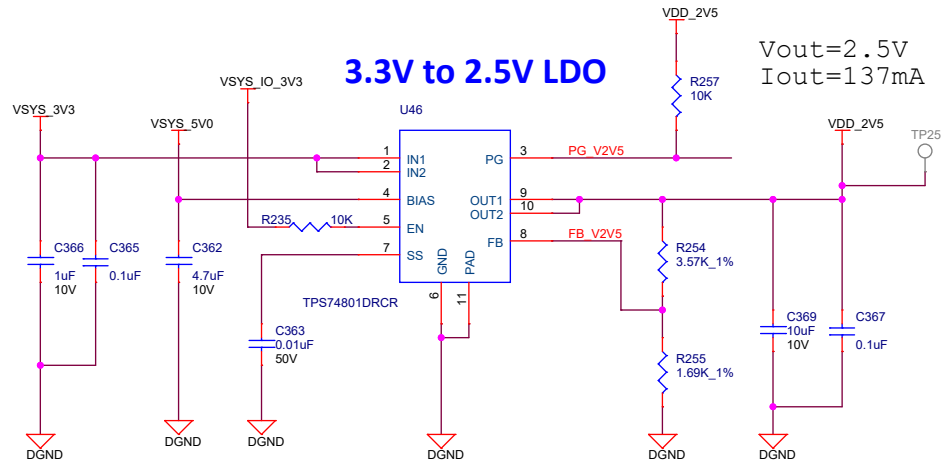 VDD_2V5
Vout=2.5V
Iout=137mA
3.3V to 2.5V LDO
VSYS_IO_3V3
R257
10K
VSYS_3V3
U46
VSYS_5V0
VDD_2V5
TP25
1
IN1
2
IN2
PG
3
PG_V2V5
4
BIAS
OUT1
9
OUT2
10
R235
10K
5
EN
FB
8
FB_V2V5
7
SS
GND
PAD
6
11
C366
1uF
10V
C365
0.1uF
C362
4.7uF
10V
R254
3.57K_1%
TPS74801DRCR
C363
0.01uF
50V
C369
10uF
10V
C367
0.1uF
R255
1.69K_1%
DGND
DGND
DGND
DGND
DGND
DGND